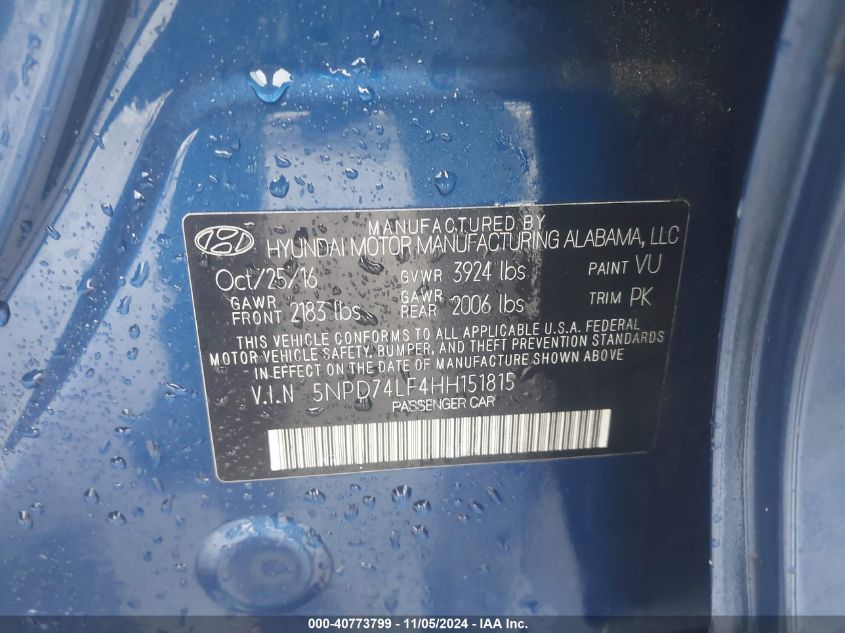 MANUFACTURED BY
HYUNDAI MOTOR MANUFACTURING ALABAMA, LLC
Oct/25/16 GVWR 3924 lbs PAINT VU
GAWR FRONT 2183 lbs GAWR REAR 2006 lbs TRIM PK
THIS VEHICLE CONFORMS TO ALL APPLICABLE U.S.A. FEDERAL
MOTOR VEHICLE SAFETY, BUMPER, AND THEFT PREVENTION STANDARDS
IN EFFECT ON THE DATE OF MANUFACTURE SHOWN ABOVE
V.I.N 5NPD74LF4HH151815
PASSENGER CAR
000-40773799 - 11/05/2024 - IAA Inc.